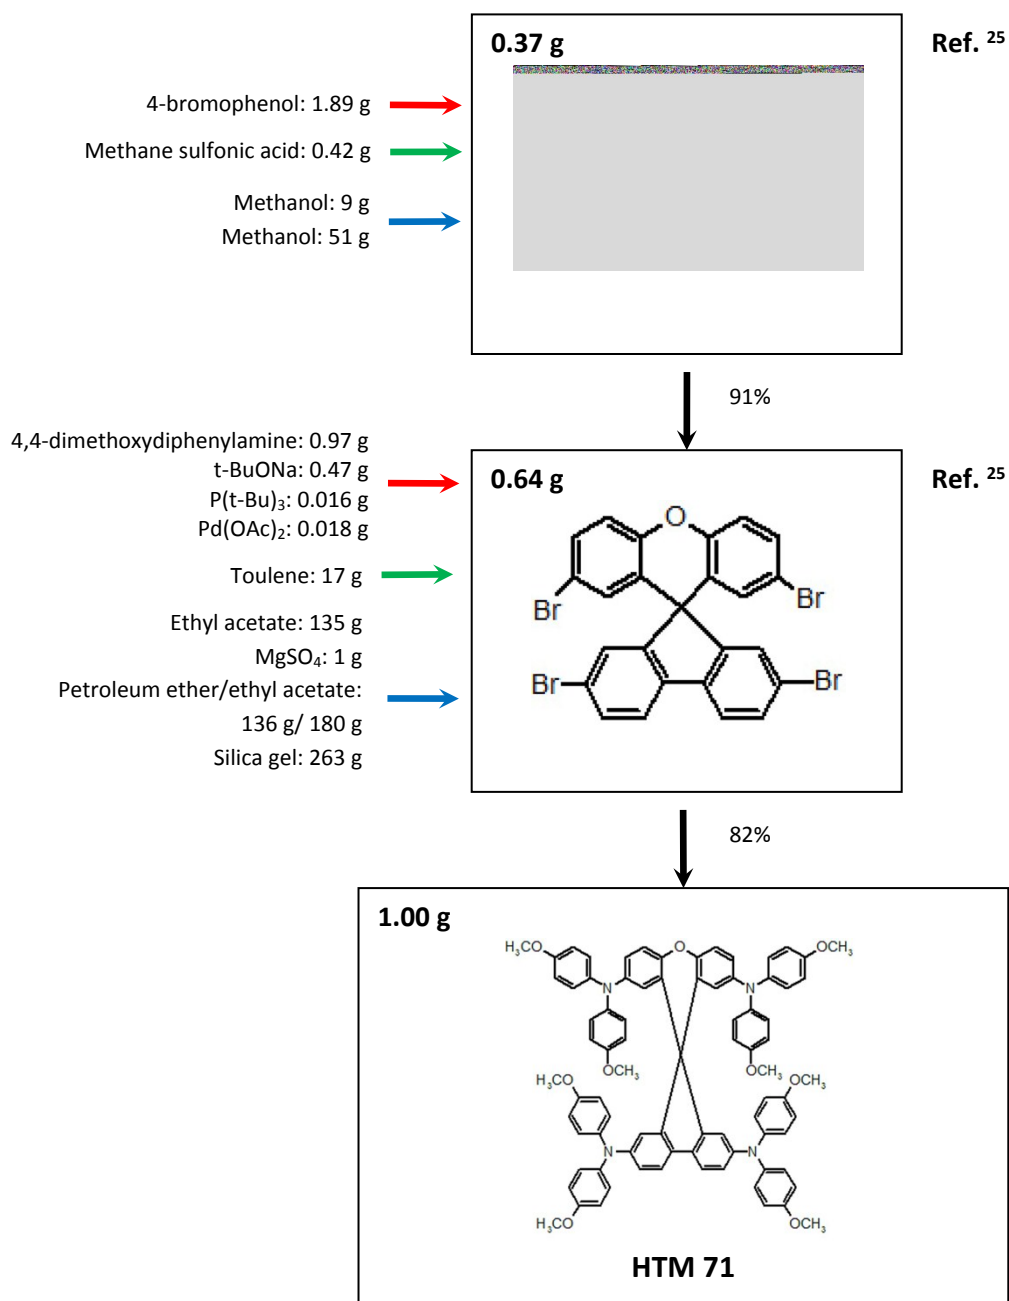 0.37 g
Ref. 25
4-bromophenol: 1.89 g
Methane sulfonic acid: 0.42 g
Methanol: 9 g
Methanol: 51 g
91%
4,4-dimethoxydiphenylamine: 0.97 g
t-BuONa: 0.47 g
P(t-Bu)3: 0.016 g
Pd(OAc)2: 0.018 g
Toulene: 17 g
Ethyl acetate: 135 g
MgSO4: 1 g
Petroleum ether/ethyl acetate:
136 g/ 180 g
Silica gel: 263 g
0.64 g
Ref. 25
O
Br
Br
Br
Br
82%
1.00 g
H3CO
O
OCH3
N
N
OCH3
OCH3
H3CO
OCH3
N
N
H3CO
OCH3
HTM 71